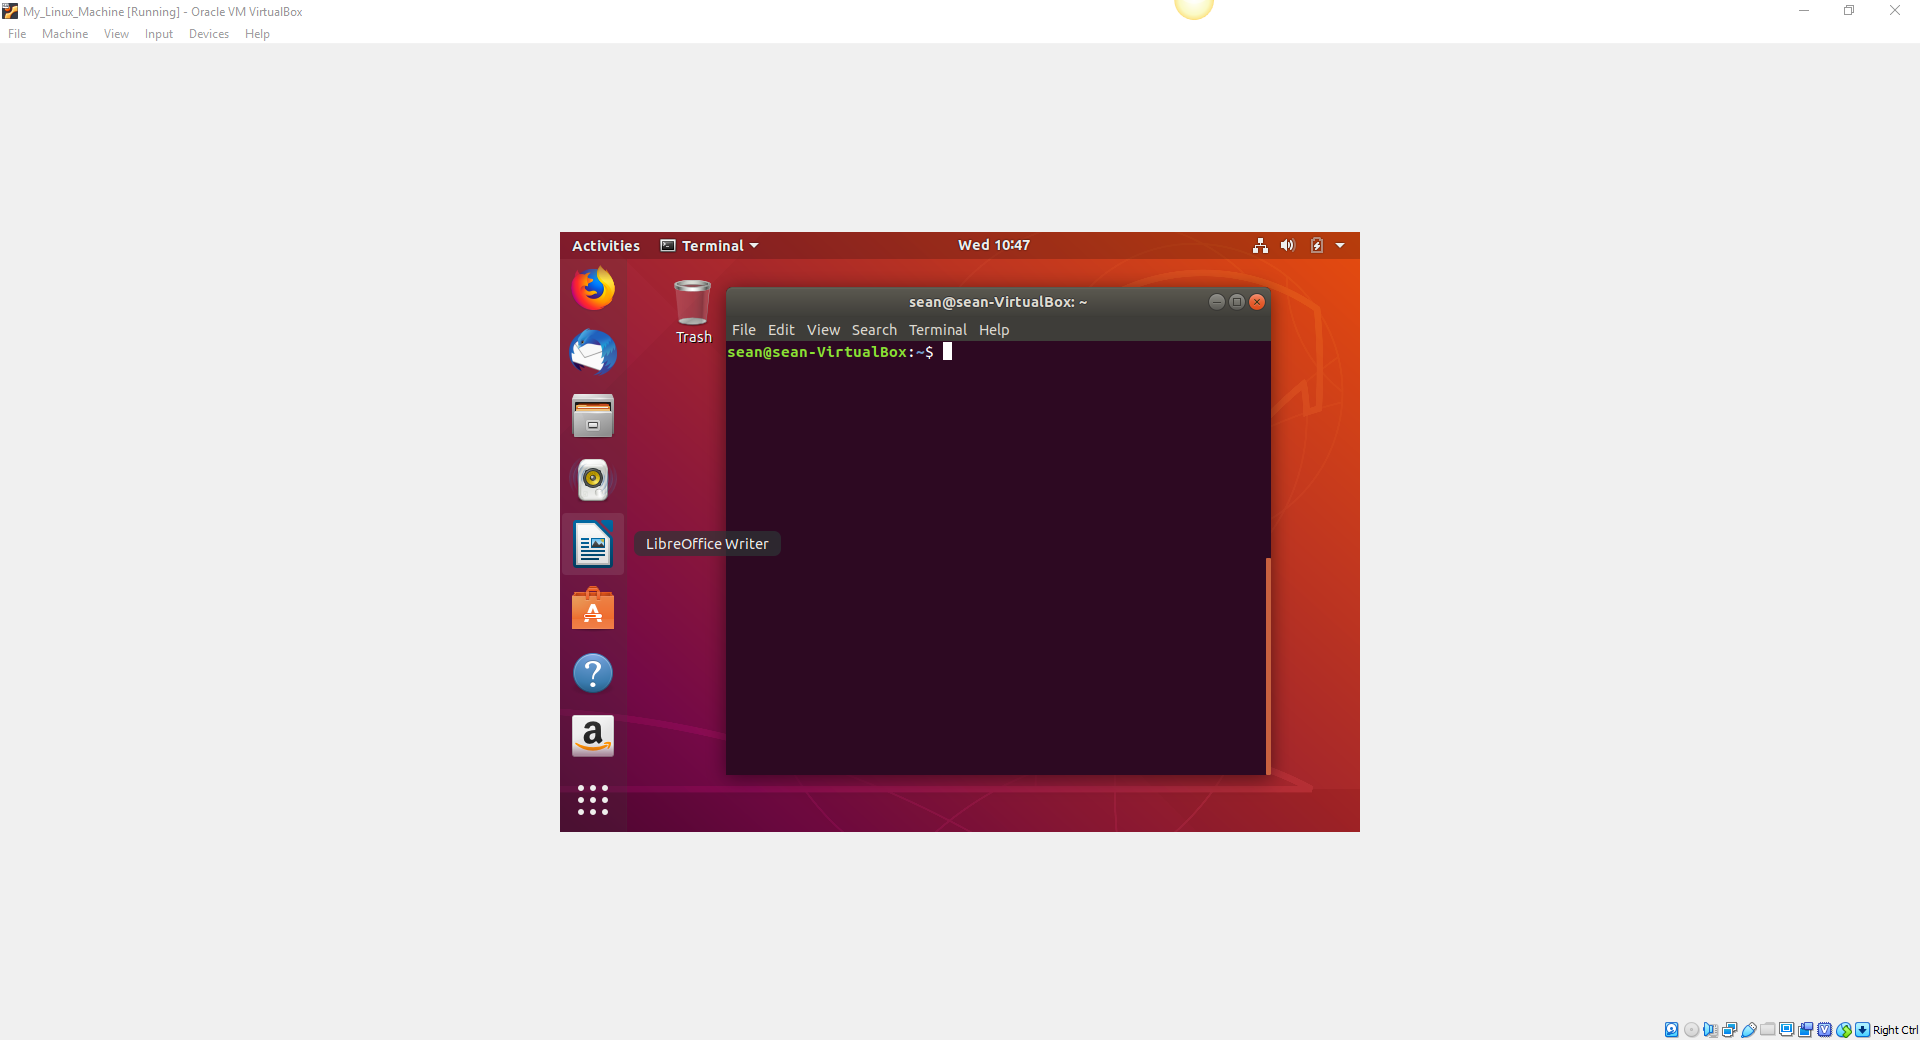 My_Linux_Machine [Running] - Oracle VM VirtualBox
File Machine View Input Devices Help
Activities Terminal Wed 10:47
Trash
sean@sean-VirtualBox: ~
File Edit View Search Terminal Help
sean@sean-VirtualBox:~$
LibreOffice Writer
Right Ctrl